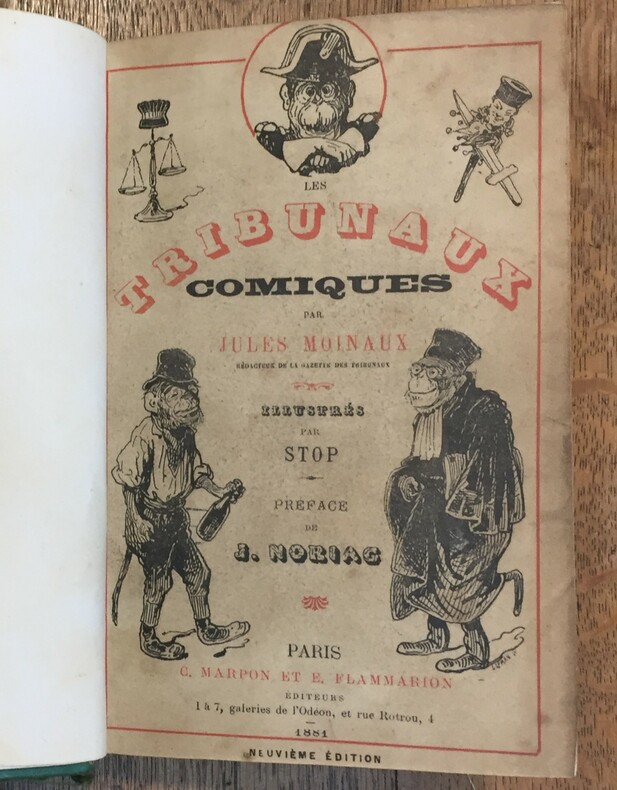 LES
TRIBUNAUX
COMIQUES
PAR
JULES MOINAUX
RÉDACTEUR DE LA GAZETTE DES TRIBUNAUX
ILLUSTRÉS
PAR
STOP
PRÉFACE
DE
J. NORIAC
PARIS
C. MARPON ET E. FLAMMARION
ÉDITEURS
1 à 7, galeries de l'Odéon, et rue Rotrou, 4
1881
NEUVIÈME ÉDITION